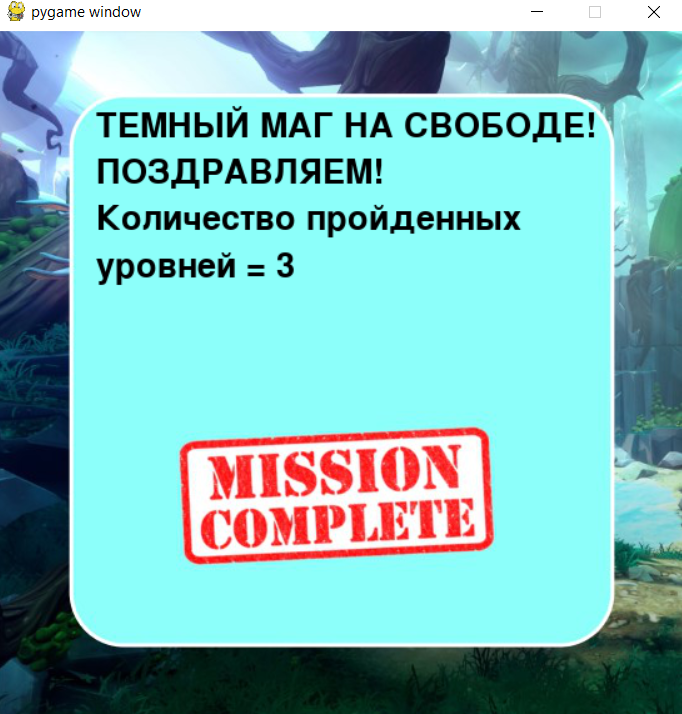 pygame window
ТЕМНЫЙ МАГ НА СВОБОДЕ!
ПОЗДРАВЛЯЕМ!
Количество пройденных
уровней = 3
MISSION
COMPLETE